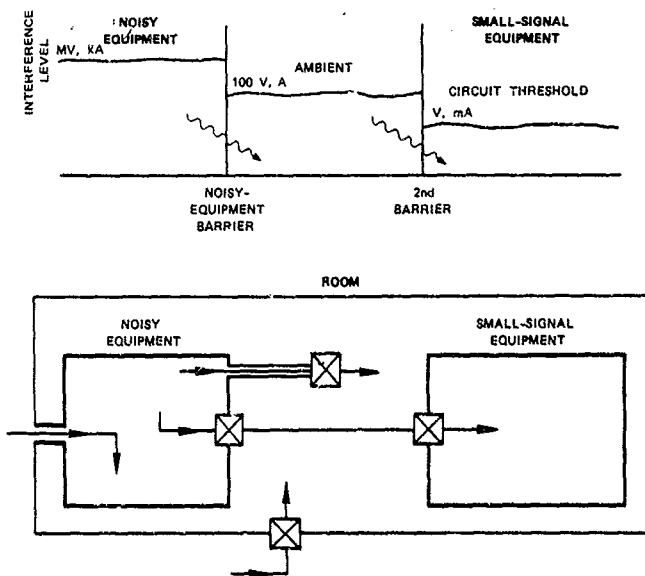 NOISY
EQUIPMENT
SMALL-SIGNAL
EQUIPMENT
INTERFERENCE
LEVEL
MV, kA
AMBIENT
100 V, A
CIRCUIT THRESHOLD
V, mA
NOISY-
EQUIPMENT
BARRIER
2nd
BARRIER
ROOM
NOISY
EQUIPMENT
SMALL-SIGNAL
EQUIPMENT